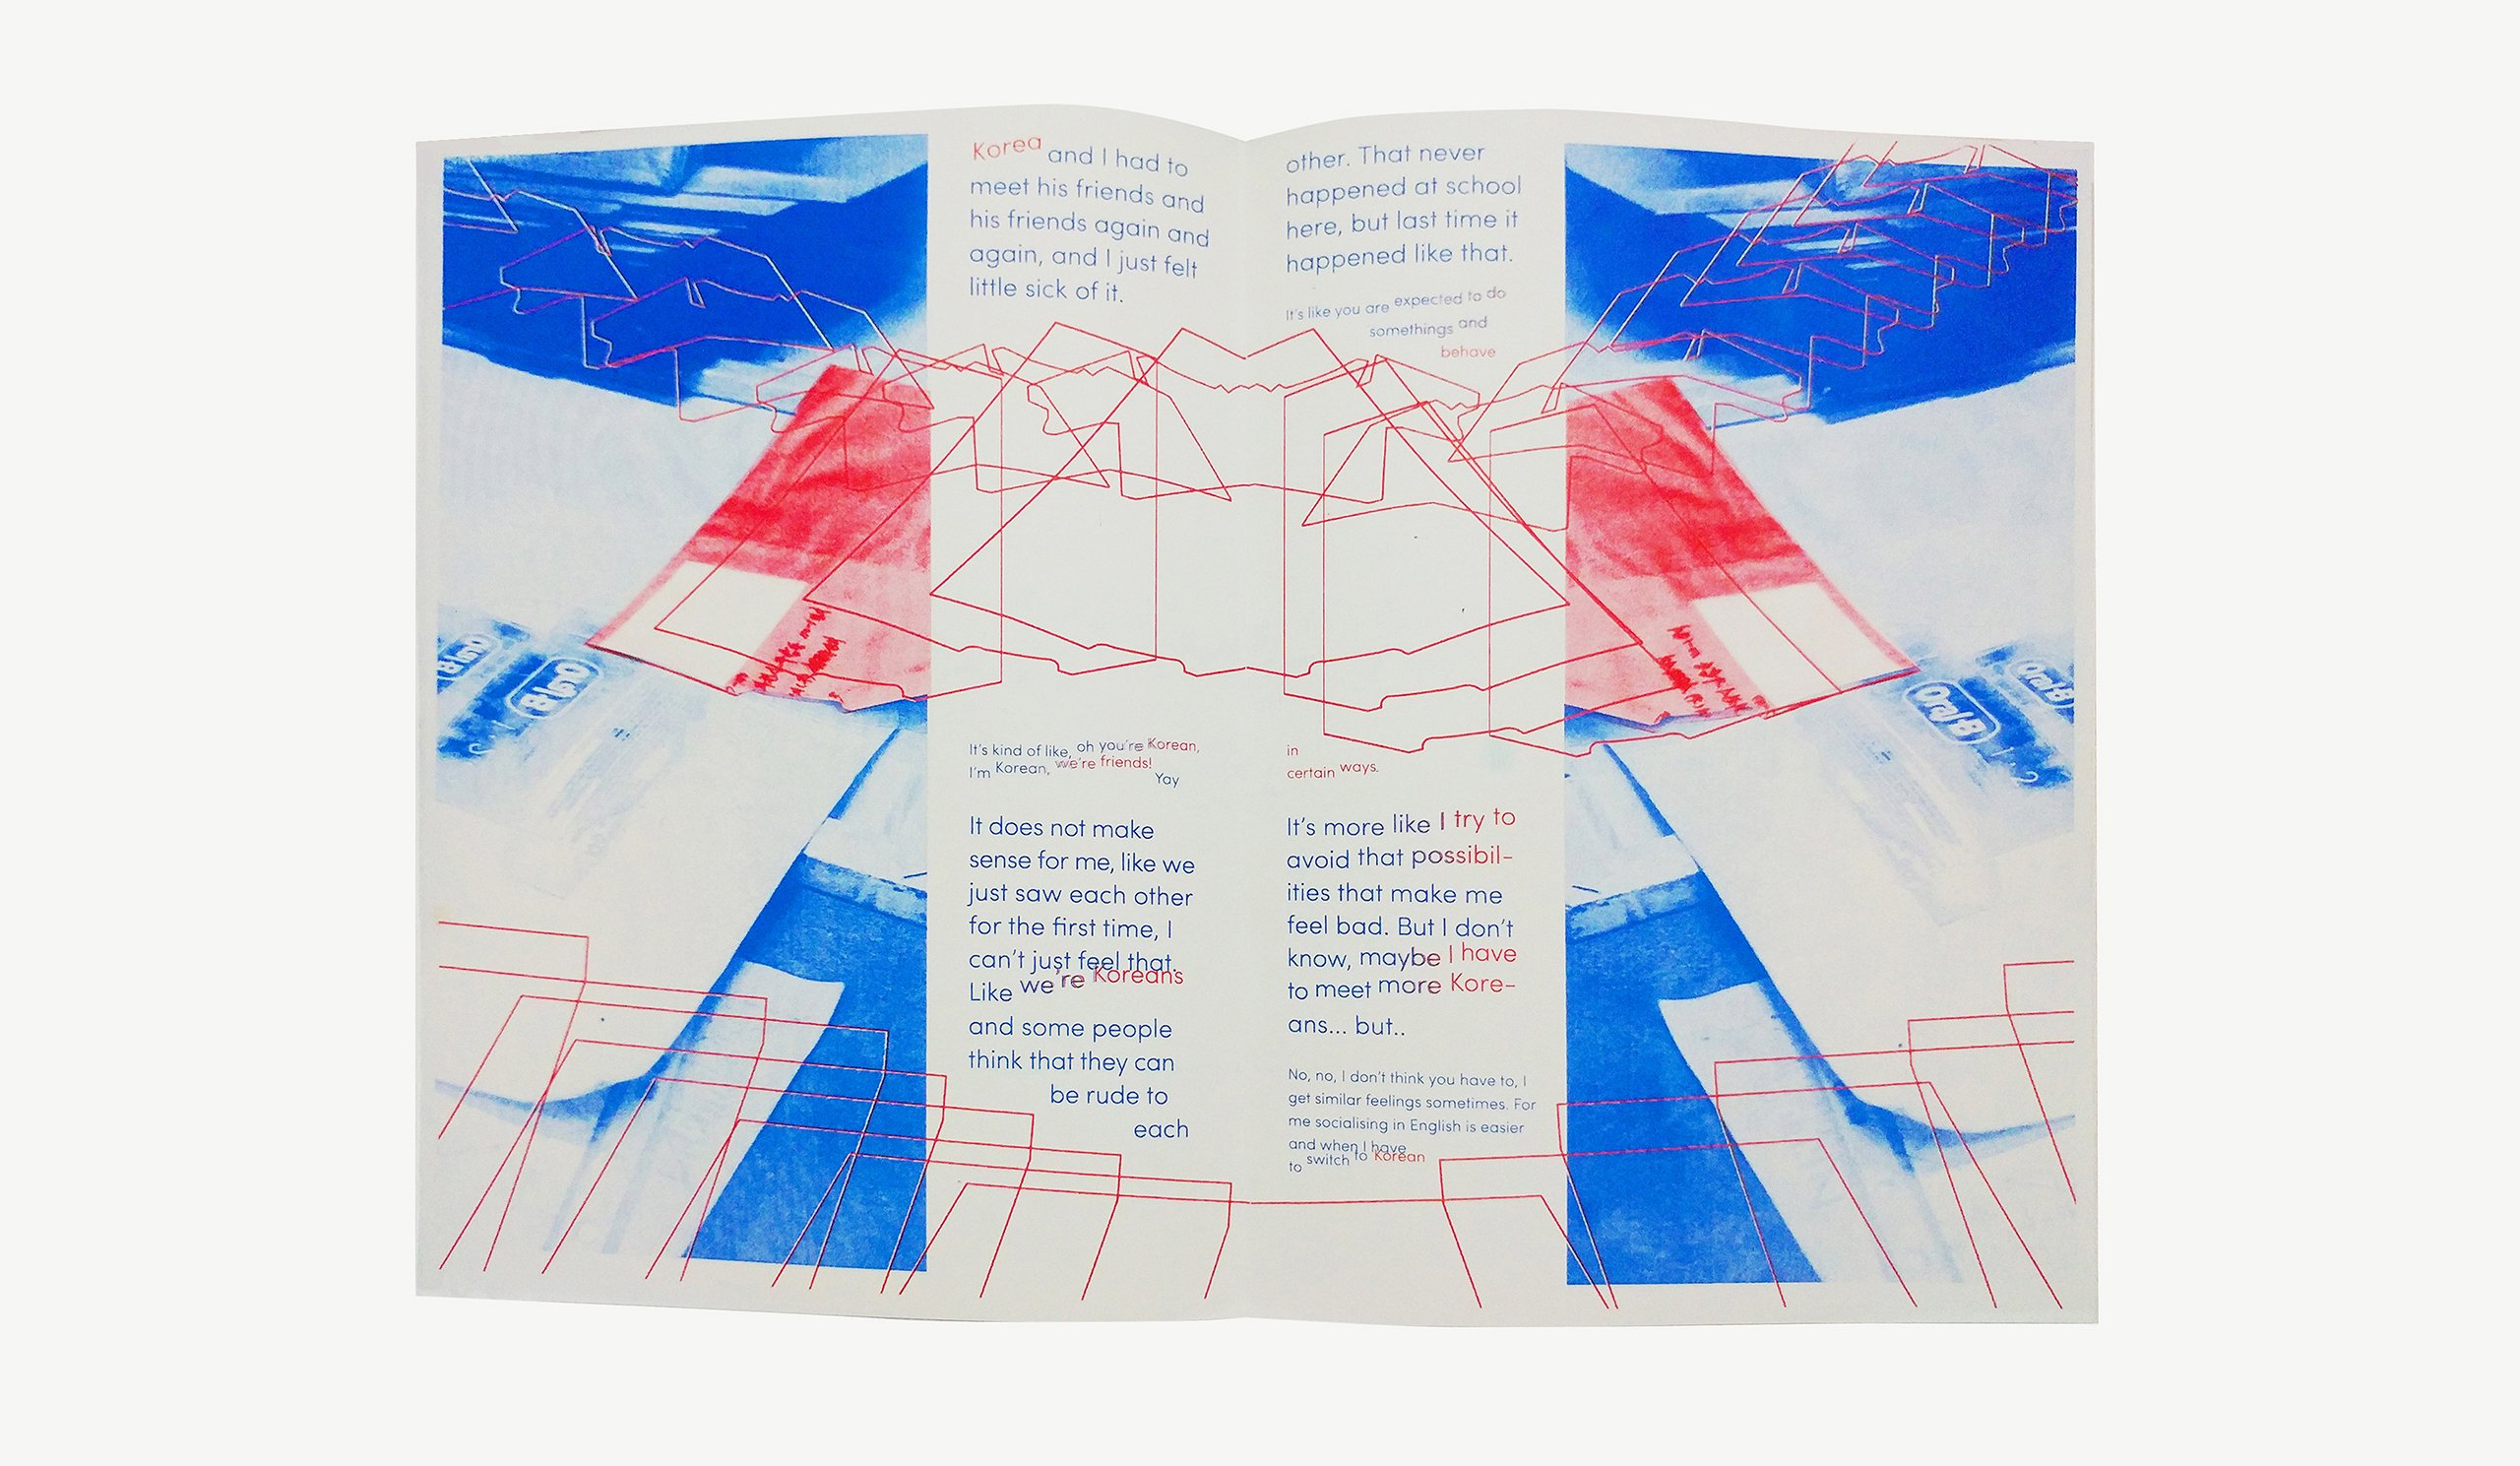 Korea and I had to
meet his friends and
his friends again and
again, and I just felt
little sick of it.
It's kind of like, oh you're Korean,
I'm Korean, we're friends!
Yay
It does not make
sense for me, like we
just saw each other
for the first time, I
can't just feel that.
Like we're Koreans
and some people
think that they can
be rude to
each
other. That never
happened at school
here, but last time it
happened like that.
It's like you are expected to do
somethings and
behave
in
certain ways.
It's more like I try to
avoid that possibil-
ities that make me
feel bad. But I don't
know, maybe I have
to meet more Kore-
ans... but..
No, no, I don't think you have to, I
get similar feelings sometimes. For
me socialising in English is easier
and when I have
to switch to Korean
Oral B
Oral B
Oral B
Oral B